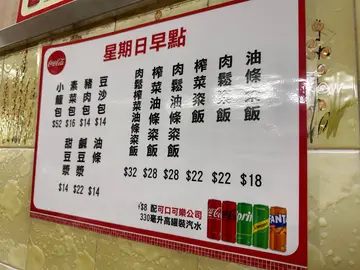 Coca-Cola
星期日早點
油條粢飯 $18
肉鬆粢飯 $22
榨菜粢飯 $22
肉鬆油條粢飯 $28
榨菜油條粢飯 $28
肉鬆榨菜油條粢飯 $32
豆沙包 $14
豬肉包 $14
素菜包 $16
小籠包 $52
油條 $14
鹹豆漿 $22
甜豆漿 $14
+$8 配可口可樂公司
330毫升高罐裝汽水